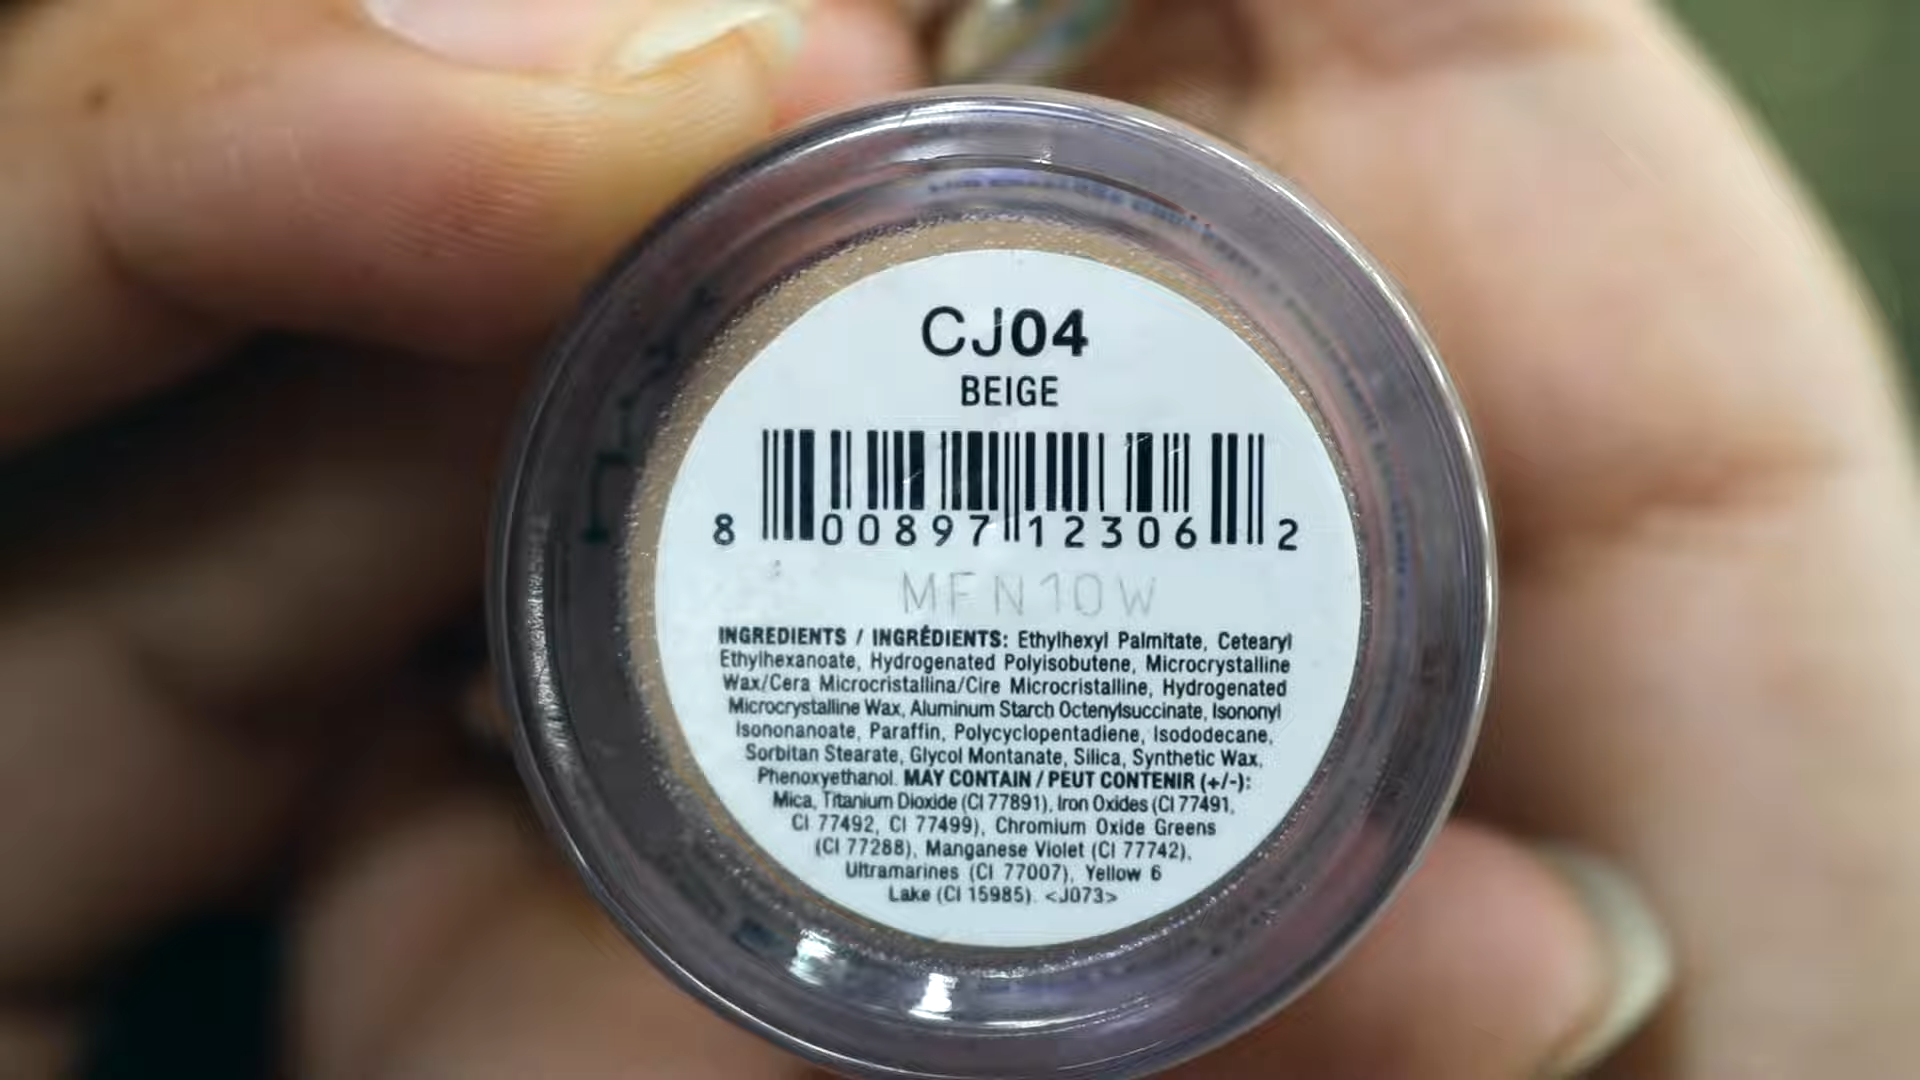 CJ04
BEIGE
8 00897 12306 2
MFN10W
INGREDIENTS / INGRÉDIENTS: Ethylhexyl Palmitate, Cetearyl
Ethylhexanoate, Hydrogenated Polyisobutene, Microcrystalline
Wax/Cera Microcristallina/Cire Microcristalline, Hydrogenated
Microcrystalline Wax, Aluminum Starch Octenylsuccinate, Isononyl
Isononanoate, Paraffin, Polycyclopentadiene, Isododecane,
Sorbitan Stearate, Glycol Montanate, Silica, Synthetic Wax,
Phenoxyethanol. MAY CONTAIN / PEUT CONTENIR (+/-):
Mica, Titanium Dioxide (CI 77891), Iron Oxides (CI 77491,
CI 77492, CI 77499), Chromium Oxide Greens
(CI 77288), Manganese Violet (CI 77742),
Ultramarines (CI 77007), Yellow 6
Lake (CI 15985). <J073>